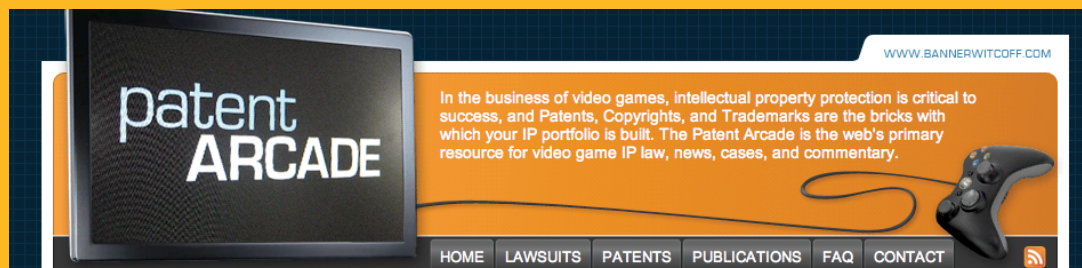 WWW.BANNERWITCOFF.COM
patent
ARCADE
In the business of video games, intellectual property protection is critical to
success, and Patents, Copyrights, and Trademarks are the bricks with
which your IP portfolio is built. The Patent Arcade is the web's primary
resource for video game IP law, news, cases, and commentary.
HOME LAWSUITS PATENTS PUBLICATIONS FAQ CONTACT